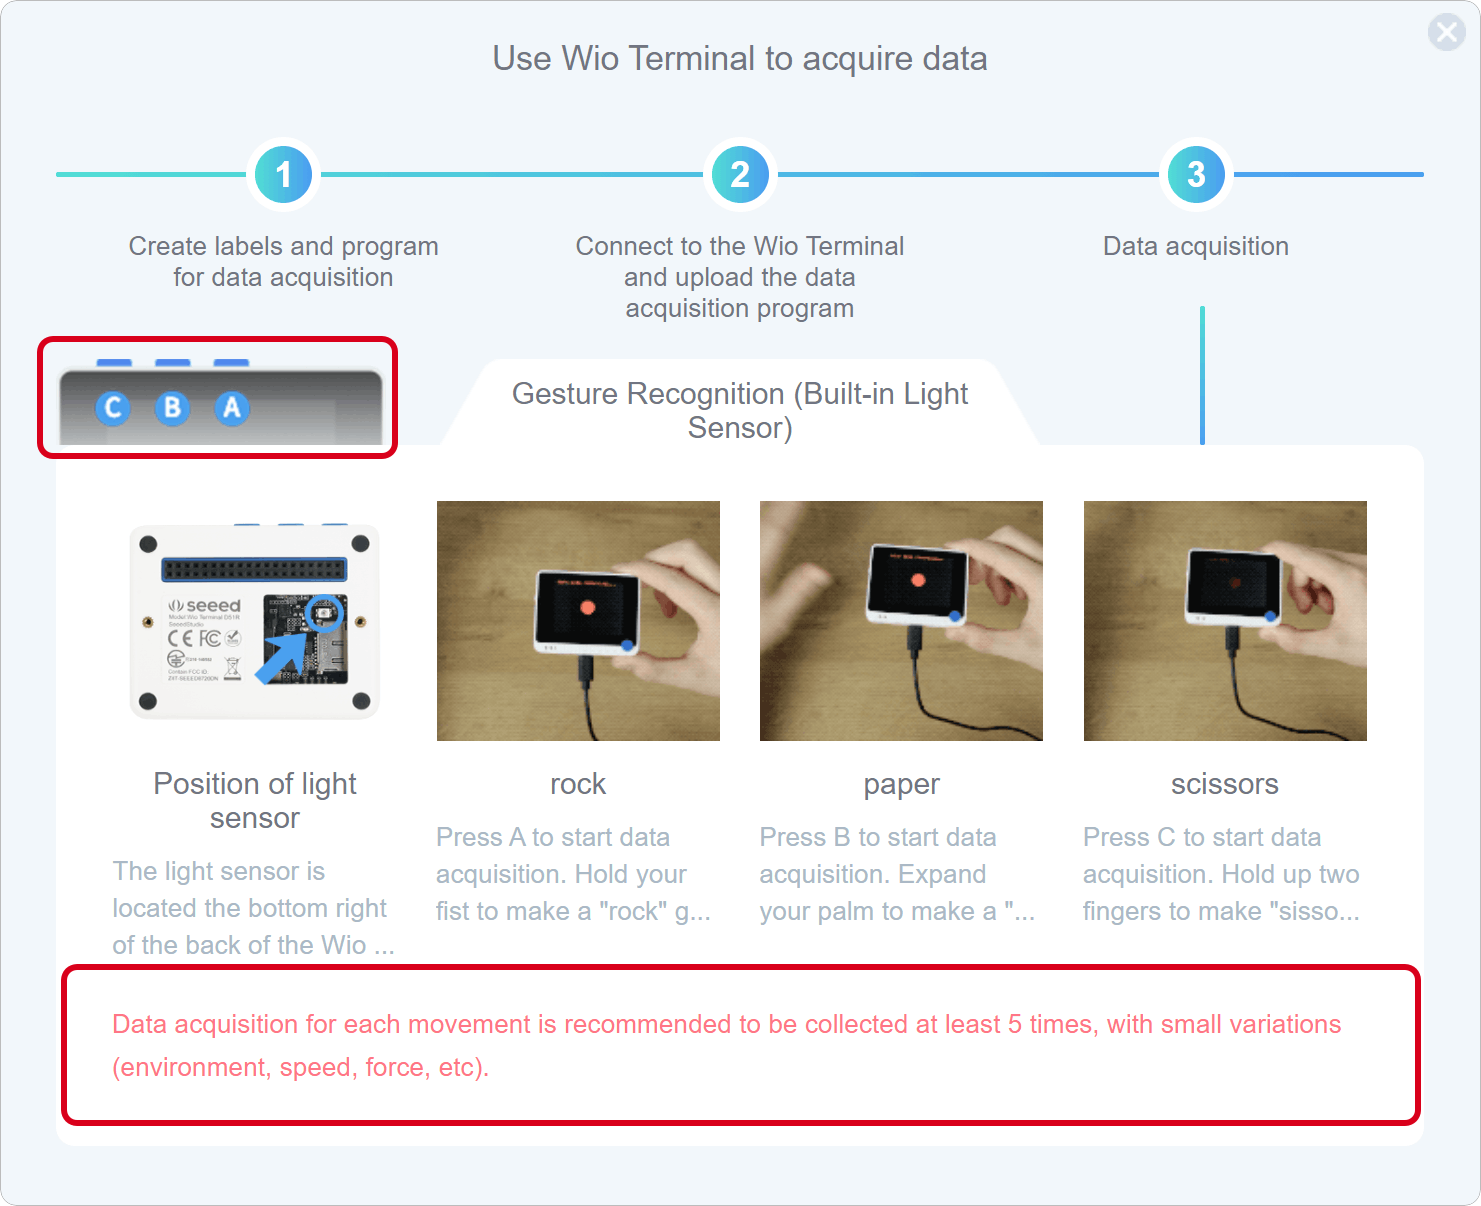 Use Wio Terminal to acquire data
1
2
3
Create labels and program
for data acquisition
Connect to the Wio Terminal
and upload the data
acquisition program
Data acquisition
C B A
Gesture Recognition (Built-in Light
Sensor)
seeed
Model:Wio Terminal D51R
SeeedStudio
CE FC
Position of light
sensor
The light sensor is
located the bottom right
of the back of the Wio ...
rock
Press A to start data
acquisition. Hold your
fist to make a "rock" g...
paper
Press B to start data
acquisition. Expand
your palm to make a "...
scissors
Press C to start data
acquisition. Hold up two
fingers to make "sisso...
Data acquisition for each movement is recommended to be collected at least 5 times, with small variations
(environment, speed, force, etc).